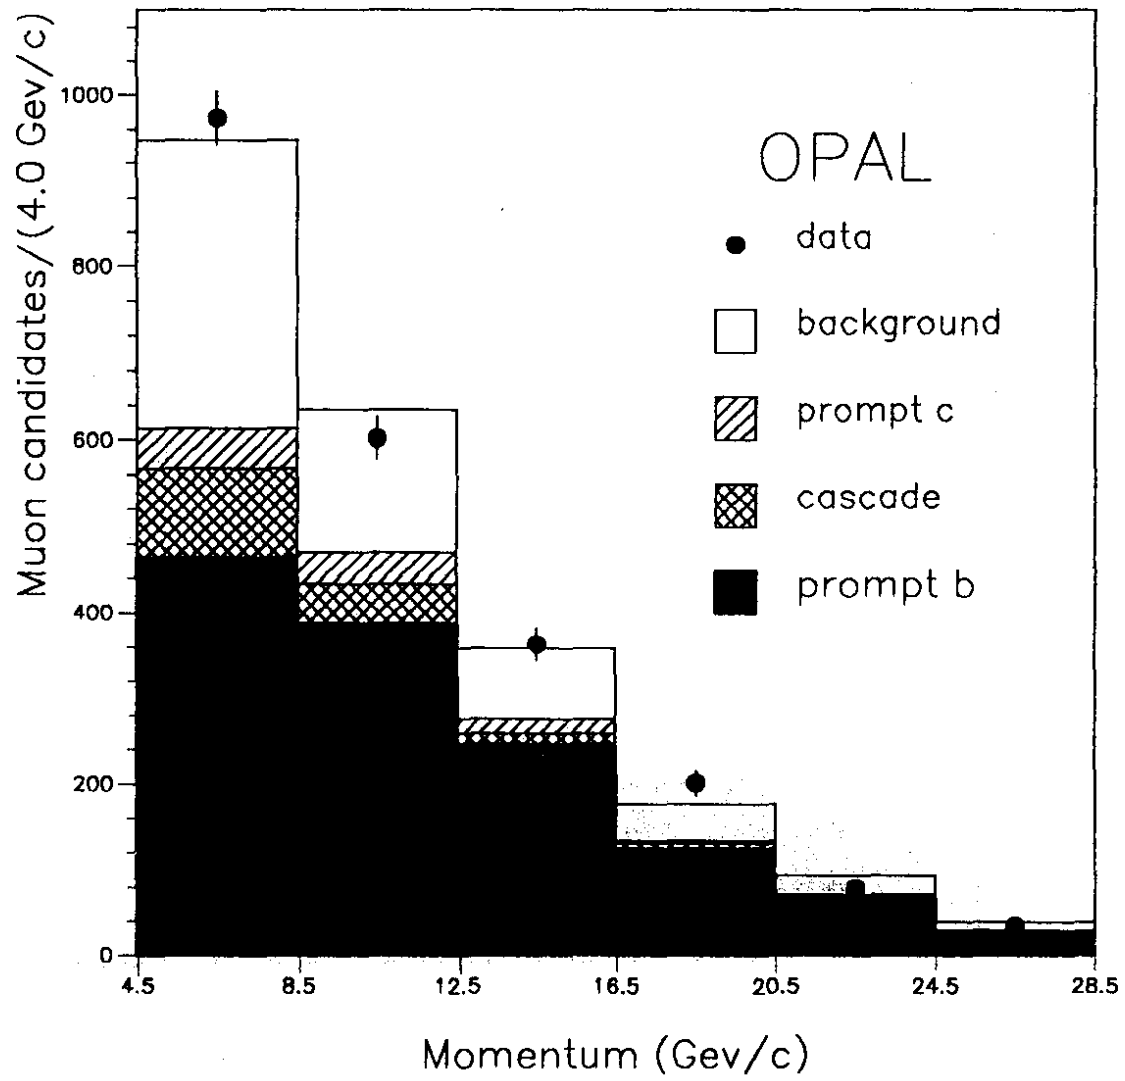 Muon candidates/(4.0 Gev/c)
1000
800
600
400
200
0
OPAL
data
background
prompt c
cascade
prompt b
4.5 8.5 12.5 16.5 20.5 24.5 28.5
Momentum (Gev/c)